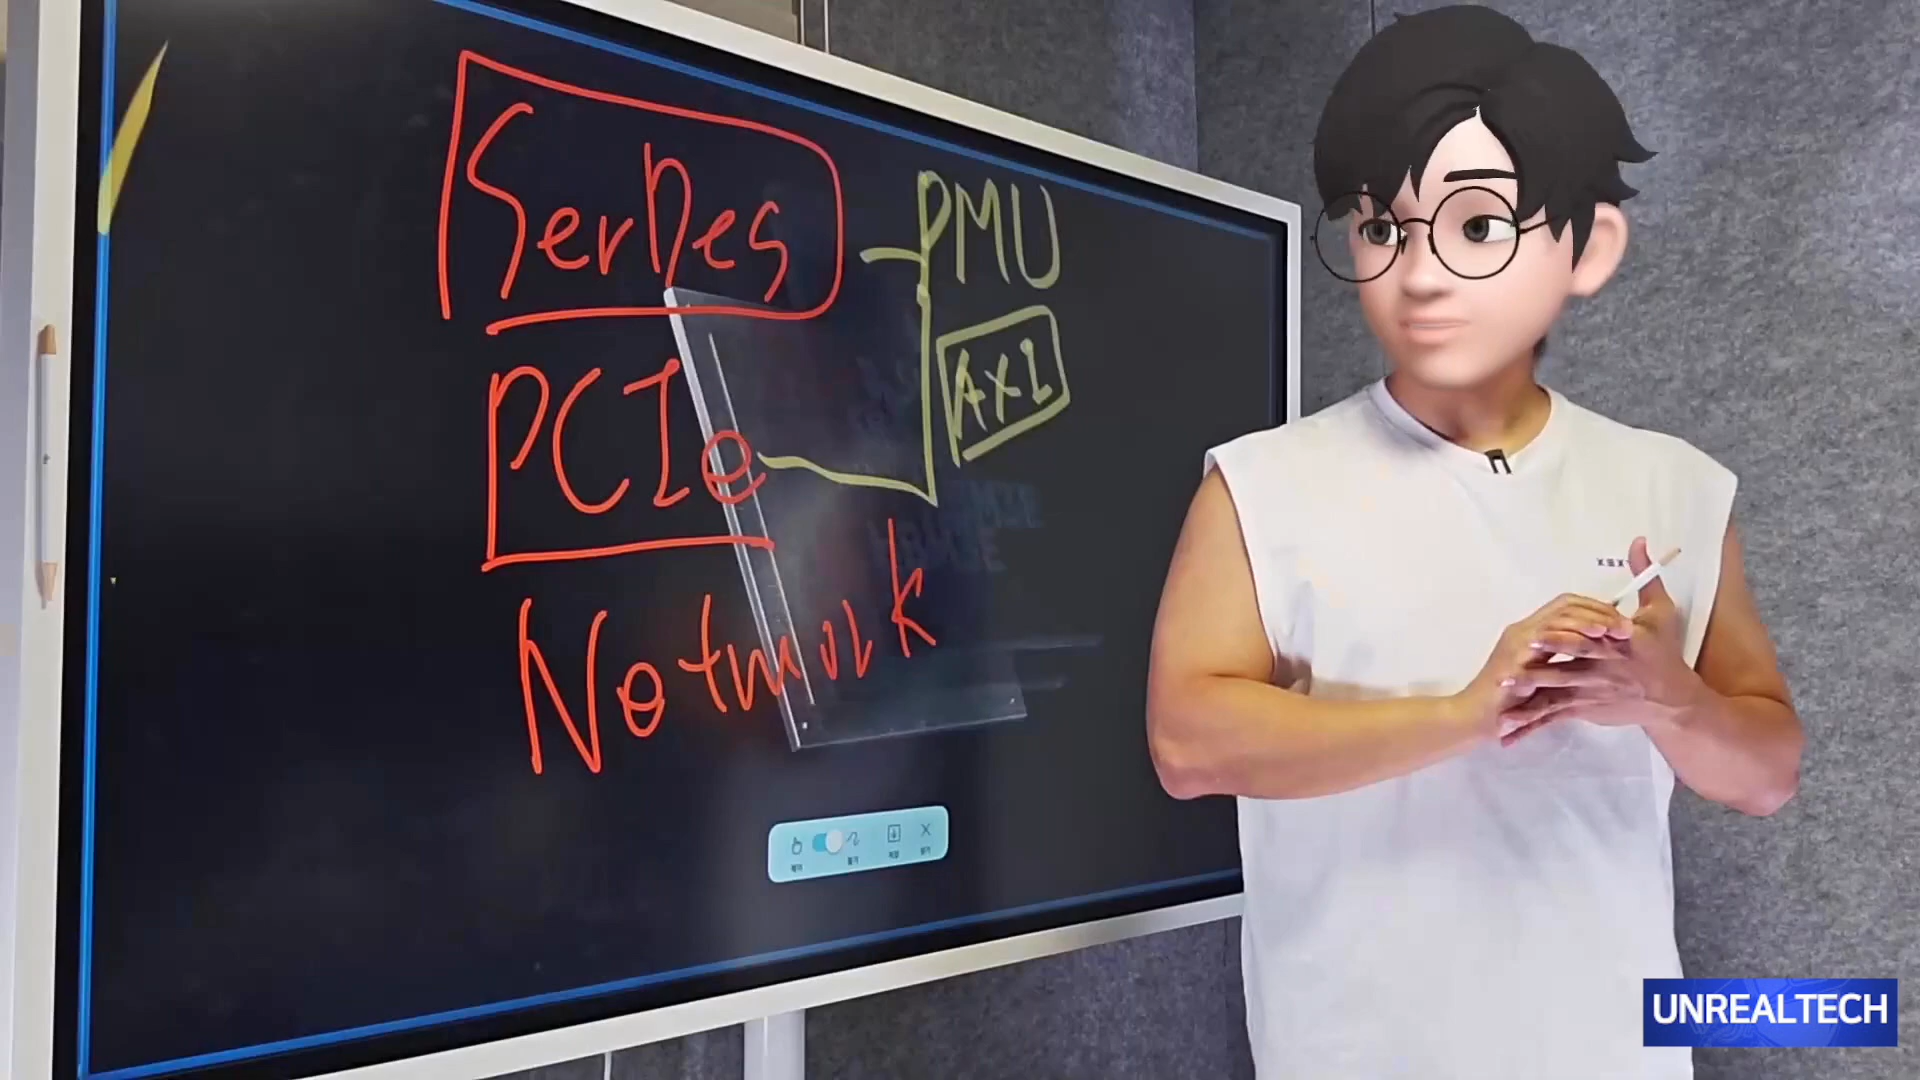 SerDes
PMU
AXI
PCIe
Network
UNREALTECH